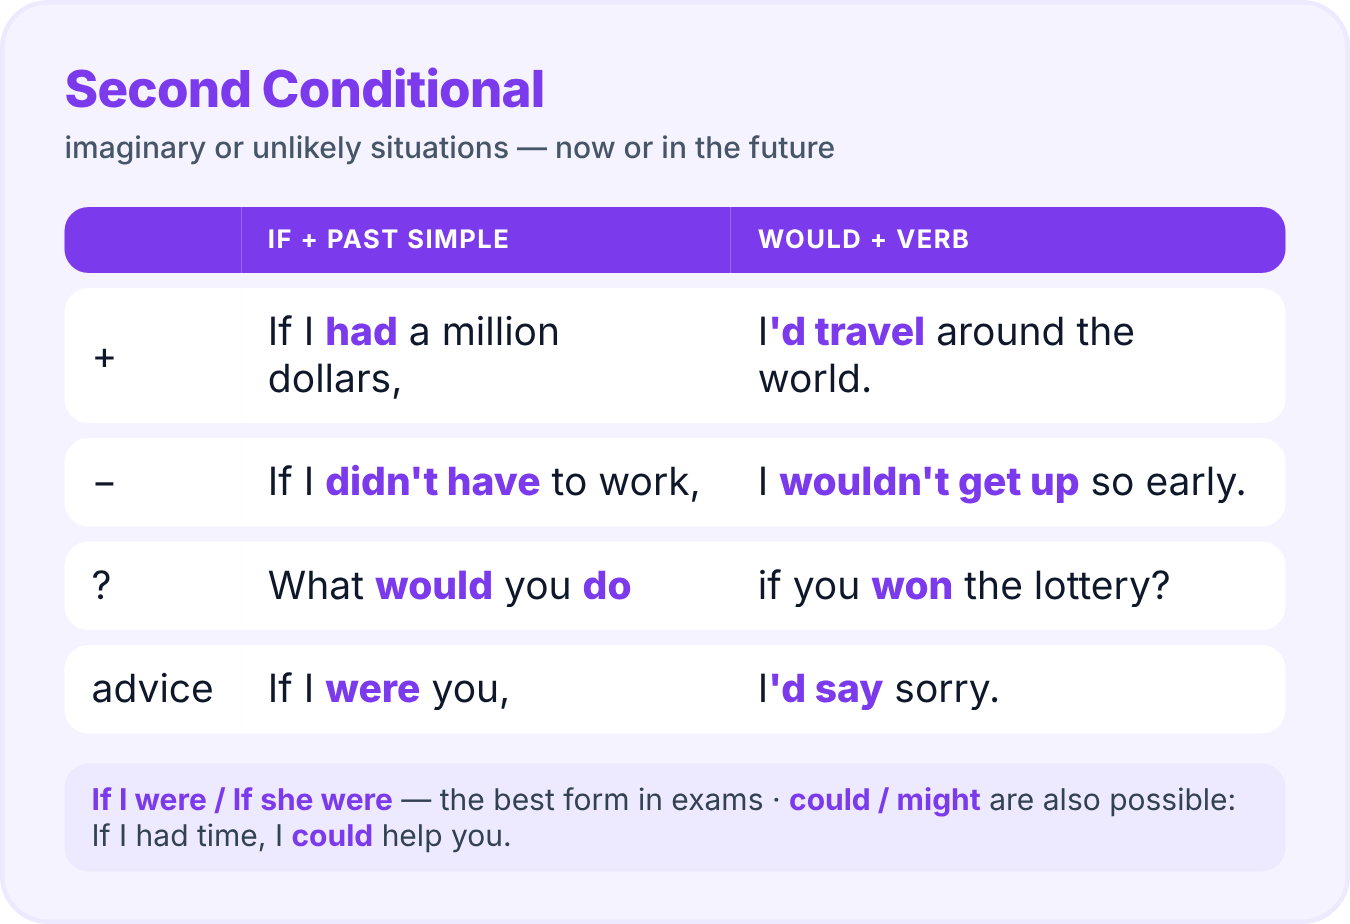 Second Conditional
imaginary or unlikely situations — now or in the future
IF + PAST SIMPLE WOULD + VERB
+ If I had a million dollars, I'd travel around the world.
– If I didn't have to work, I wouldn't get up so early.
? What would you do if you won the lottery?
advice If I were you, I'd say sorry.
If I were / If she were — the best form in exams · could / might are also possible:
If I had time, I could help you.